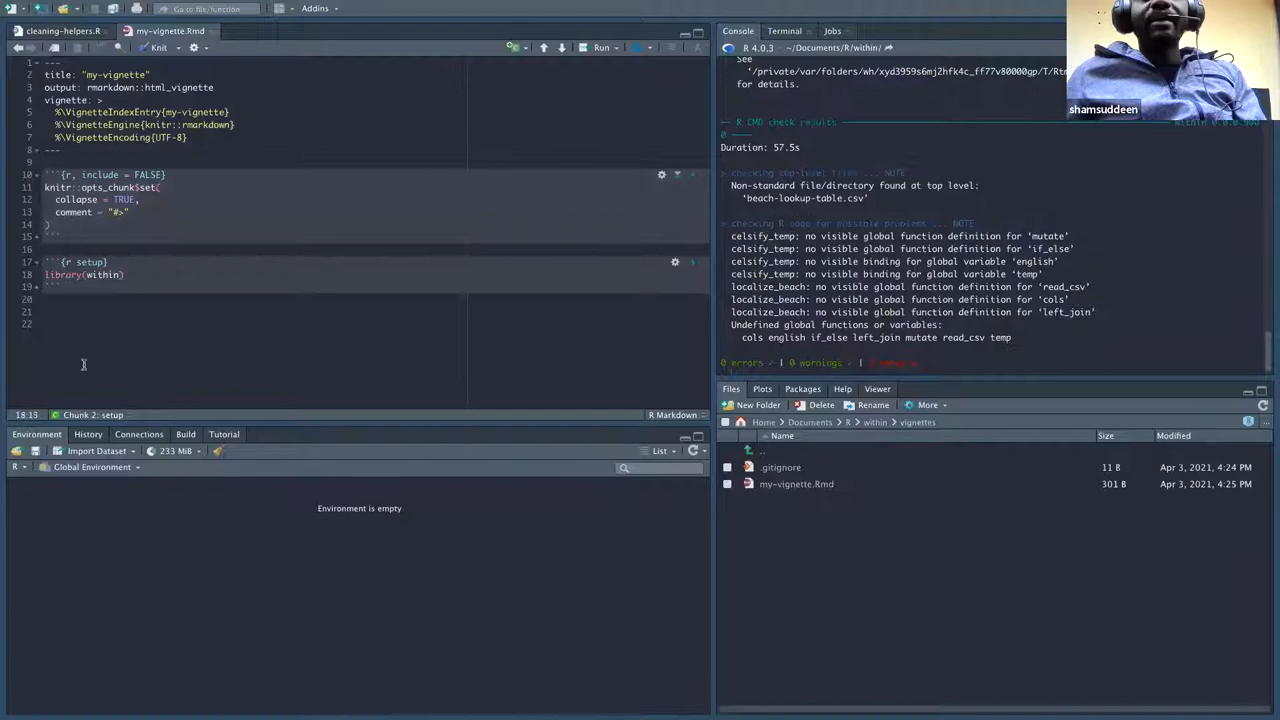 Go to file/function
Addins
cleaning-helpers.R
my-vignette.Rmd
Knit
Run
1 ---
2 title: "my-vignette"
3 output: rmarkdown::html_vignette
4 vignette: >
5 %\VignetteIndexEntry{my-vignette}
6 %\VignetteEngine{knitr::rmarkdown}
7 %\VignetteEncoding{UTF-8}
8 ---
9
10 ```{r, include = FALSE}
11 knitr::opts_chunk$set(
12 collapse = TRUE,
13 comment = "#>"
14 )
15 ```
16
17 ```{r setup}
18 library(within)
19 ```
20
21
22
18:15 Chunk 2: setup
R Markdown
Environment History Connections Build Tutorial
Import Dataset 233 MiB List
R Global Environment
Environment is empty
Console Terminal Jobs
R 4.0.3 · ~/Documents/R/within/
See
'/private/var/folders/wh/xyd3959s6mj2hfk4c_ff77v80000gp/T/Rtm
for details.
R CMD check results
0
Duration: 57.5s
> checking top-level files ... NOTE
Non-standard file/directory found at top level:
'beach-lookup-table.csv'
> checking R code for possible problems ... NOTE
celsify_temp: no visible global function definition for 'mutate'
celsify_temp: no visible global function definition for 'if_else'
celsify_temp: no visible binding for global variable 'english'
celsify_temp: no visible binding for global variable 'temp'
localize_beach: no visible global function definition for 'read_csv'
localize_beach: no visible global function definition for 'cols'
localize_beach: no visible global function definition for 'left_join'
Undefined global functions or variables:
cols english if_else left_join mutate read_csv temp
0 errors ✓ | 0 warnings ✓ |
Files Plots Packages Help Viewer
New Folder Delete Rename More
Home Documents R within vignettes
Name Size Modified
..
.gitignore 11 B Apr 3, 2021, 4:24 PM
my-vignette.Rmd 301 B Apr 3, 2021, 4:25 PM
shamsuddeen